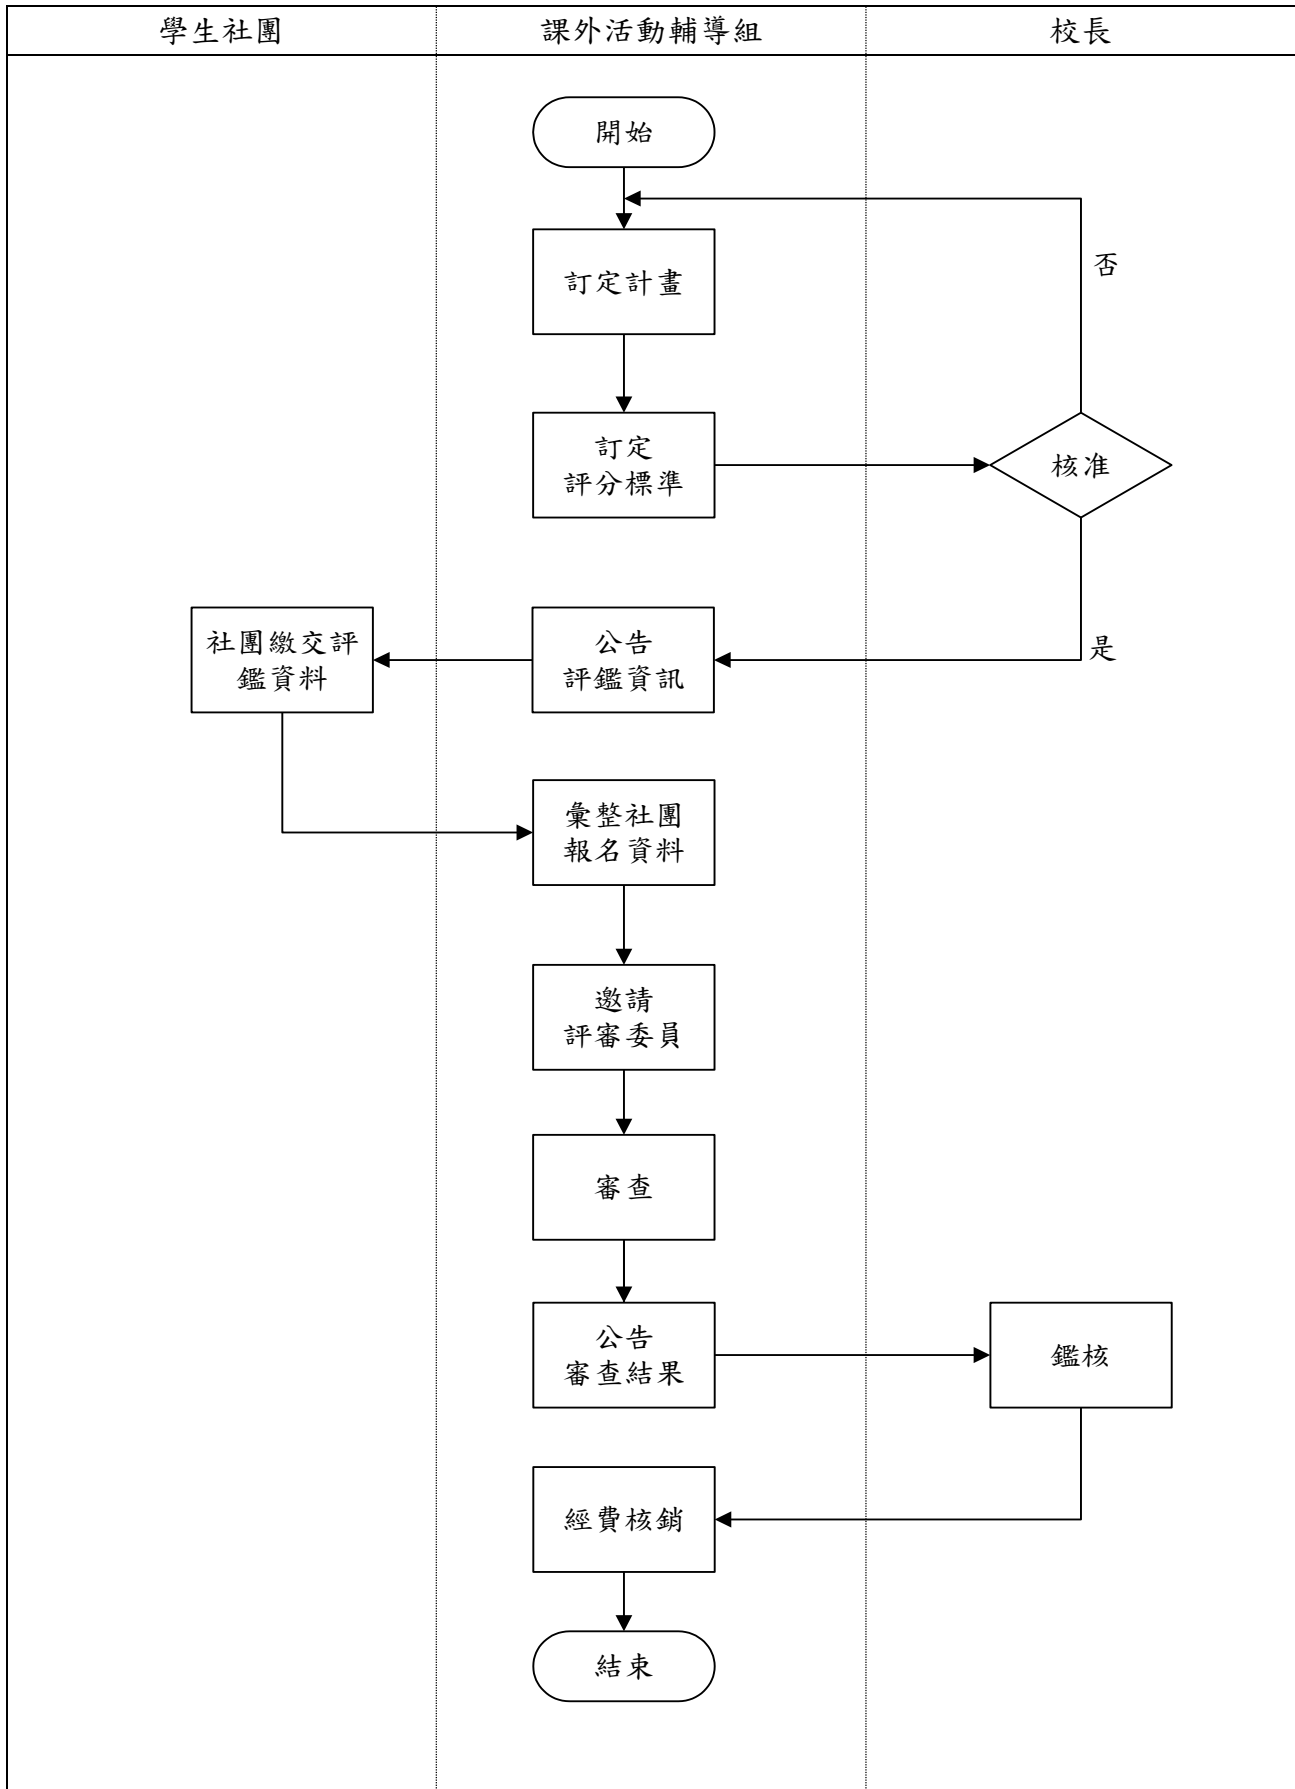 學生社團
課外活動輔導組
校長
開始
否
訂定計畫
訂定
評分標準
核准
社團繳交評
鑑資料
公告
評鑑資訊
是
彙整社團
報名資料
邀請
評審委員
審查
公告
審查結果
鑑核
經費核銷
結束